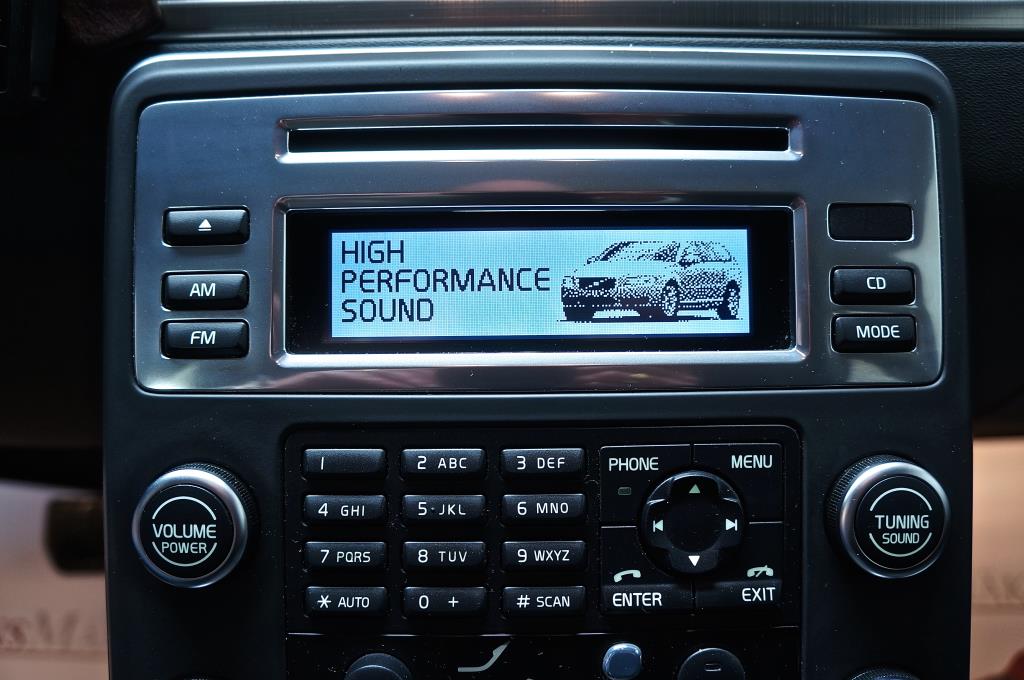 HIGH
PERFORMANCE
SOUND
AM
FM
CD
MODE
VOLUME
POWER
1
2 ABC
3 DEF
4 GHI
5 JKL
6 MNO
7 PQRS
8 TUV
9 WXYZ
* AUTO
0 +
# SCAN
PHONE
MENU
ENTER
EXIT
TUNING
SOUND